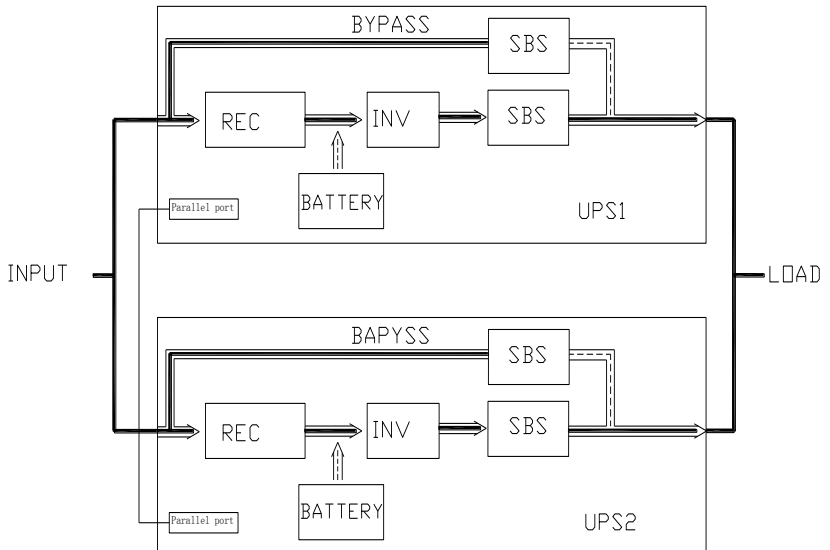 BYPASS
SBS
REC
INV
SBS
BATTERY
Parallel port
UPS1
INPUT
LOAD
BAPYSS
SBS
REC
INV
SBS
BATTERY
Parallel port
UPS2